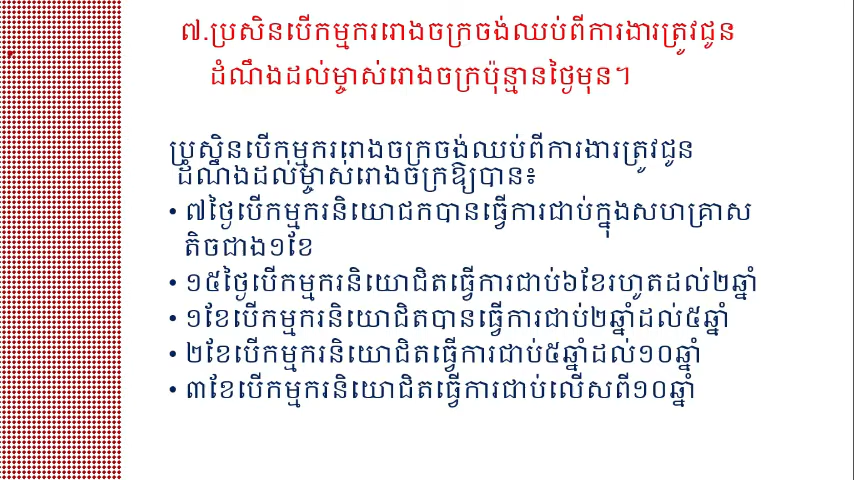 ៧.ប្រសិនបើកម្មកររោងចក្រចង់ឈប់ពីការងារត្រូវជូន
ដំណឹងដល់ម្ចាស់រោងចក្រប៉ុន្មានថ្ងៃមុន។
ប្រសិនបើកម្មកររោងចក្រចង់ឈប់ពីការងារត្រូវជូន
ដំណឹងដល់ម្ចាស់រោងចក្រឱ្យបាន៖
• ៧ថ្ងៃបើកម្មករនិយោជកបានធ្វើការជាប់ក្នុងសហគ្រាស
តិចជាង១ខែ
• ១៥ថ្ងៃបើកម្មករនិយោជិតធ្វើការជាប់៦ខែរហូតដល់២ឆ្នាំ
• ១ខែបើកម្មករនិយោជិតបានធ្វើការជាប់២ឆ្នាំដល់៥ឆ្នាំ
• ២ខែបើកម្មករនិយោជិតធ្វើការជាប់៥ឆ្នាំដល់១០ឆ្នាំ
• ៣ខែបើកម្មករនិយោជិតធ្វើការជាប់លើសពី១០ឆ្នាំ